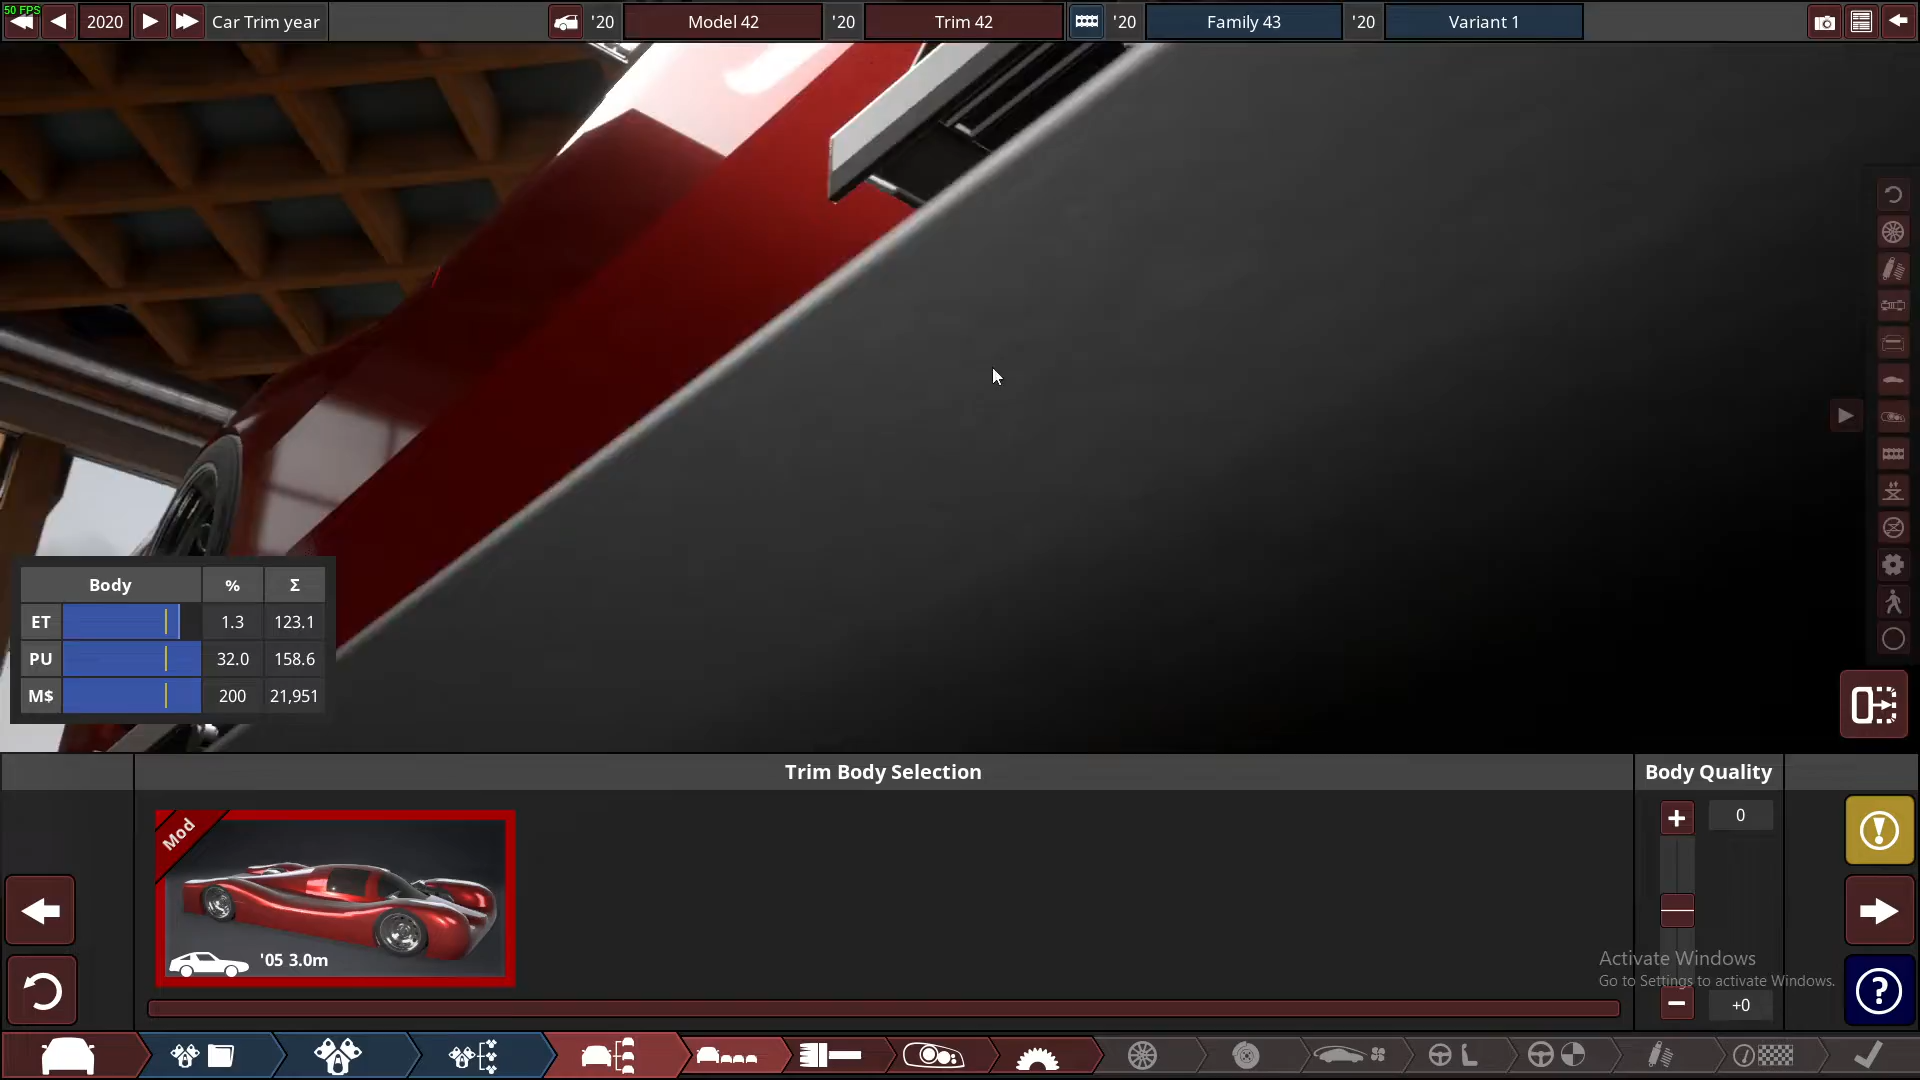 50 FPS
2020
Car Trim year
'20
Model 42
'20
Trim 42
'20
Family 43
'20
Variant 1
Body % Σ
ET 1.3 123.1
PU 32.0 158.6
M$ 200 21,951
Trim Body Selection
Body Quality
Mod
'05 3.0m
0
+0
Activate Windows
Go to Settings to activate Windows.